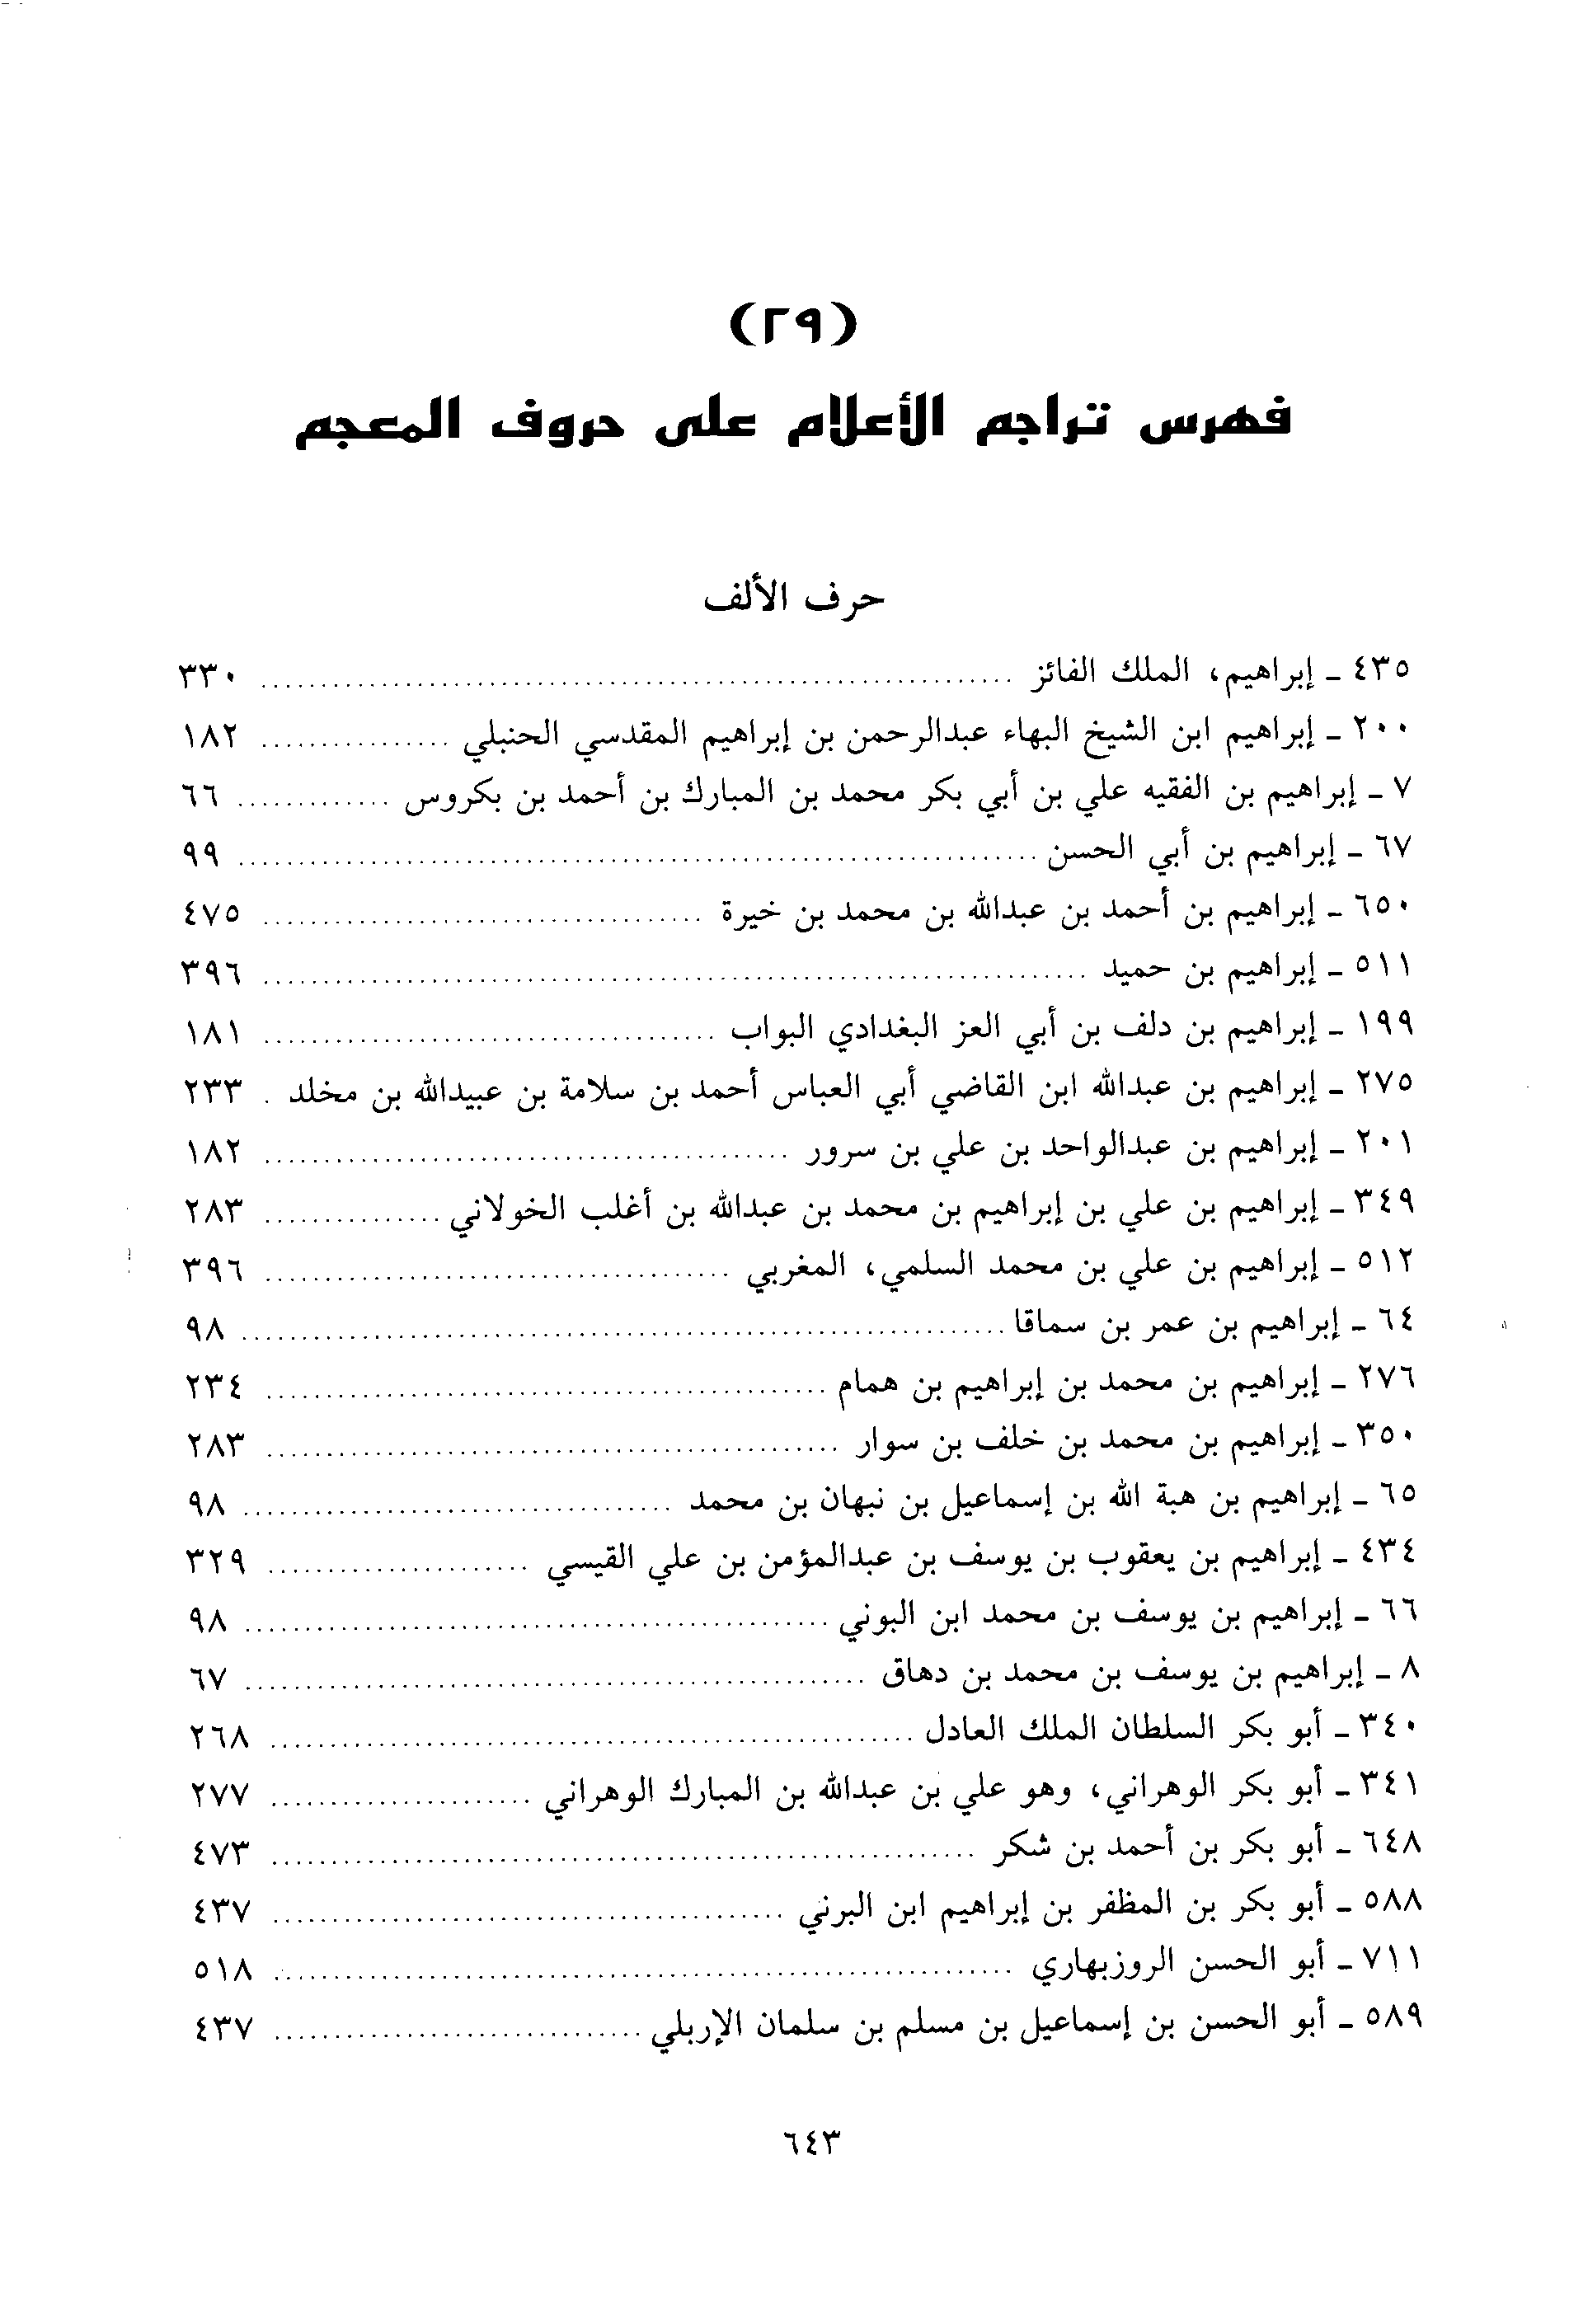 (٢٩)
فهرس تراجم الأعلام على حروف المعجم
حرف الألف
٤٣٥ - إبراهيم، الملك الفائز ........ ٣٣٠
٢٠٠ - إبراهيم ابن الشيخ البهاء عبدالرحمن بن إبراهيم المقدسي الحنبلي ........ ١٨٢
٧ - إبراهيم بن الفقيه علي بن أبي بكر محمد بن المبارك بن أحمد بن بكروس ........ ٦٦
٦٧ - إبراهيم بن أبي الحسن ........ ٩٩
٦٥٠ - إبراهيم بن أحمد بن عبدالله بن محمد بن خيرة ........ ٤٧٥
٥١١ - إبراهيم بن حميد ........ ٣٩٦
١٩٩ - إبراهيم بن دلف بن أبي العز البغدادي البواب ........ ١٨١
٢٧٥ - إبراهيم بن عبدالله ابن القاضي أبي العباس أحمد بن سلامة بن عبيدالله بن مخلد . ٢٣٣
٢٠١ - إبراهيم بن عبدالواحد بن علي بن سرور ........ ١٨٢
٣٤٩ - إبراهيم بن علي بن إبراهيم بن محمد بن عبدالله بن أغلب الخولاني ........ ٢٨٣
٥١٢ - إبراهيم بن علي بن محمد السلمي، المغربي ........ ٣٩٦
٦٤ - إبراهيم بن عمر بن سماقا ........ ٩٨
٢٧٦ - إبراهيم بن محمد بن إبراهيم بن همام ........ ٢٣٤
٣٥٠ - إبراهيم بن محمد بن خلف بن سوار ........ ٢٨٣
٦٥ - إبراهيم بن هبة الله بن إسماعيل بن نبهان بن محمد ........ ٩٨
٤٣٤ - إبراهيم بن يعقوب بن يوسف بن عبدالمؤمن بن علي القيسي ........ ٣٢٩
٦٦ - إبراهيم بن يوسف بن محمد ابن البوني ........ ٩٨
٨ - إبراهيم بن يوسف بن محمد بن دهاق ........ ٦٧
٣٤٠ - أبو بكر السلطان الملك العادل ........ ٢٦٨
٣٤١ - أبو بكر الوهراني، وهو علي بن عبدالله بن المبارك الوهراني ........ ٢٧٧
٦٤٨ - أبو بكر بن أحمد بن شكر ........ ٤٧٣
٥٨٨ - أبو بكر بن المظفر بن إبراهيم ابن البرني ........ ٤٣٧
٧١١ - أبو الحسن الروزبهاري ........ ٥١٨
٥٨٩ - أبو الحسن بن إسماعيل بن مسلم بن سلمان الإربلي ........ ٤٣٧
٦٤٣